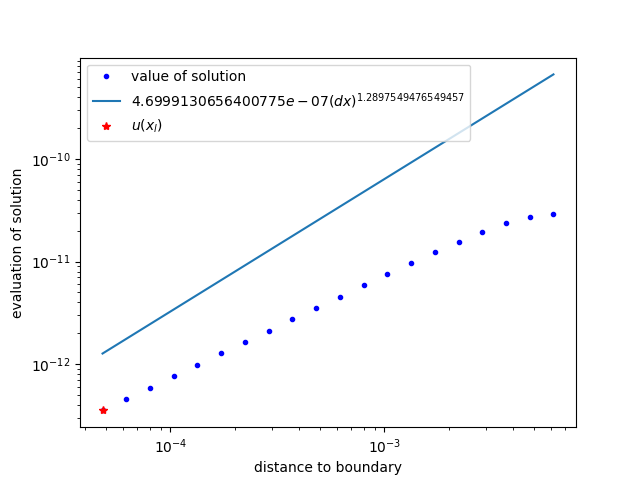 value of solution
4.6999130656400775e − 07(dx)^1.2897549476549457
u(x_l)
10^−10
10^−11
10^−12
evaluation of solution
10^−4
10^−3
distance to boundary